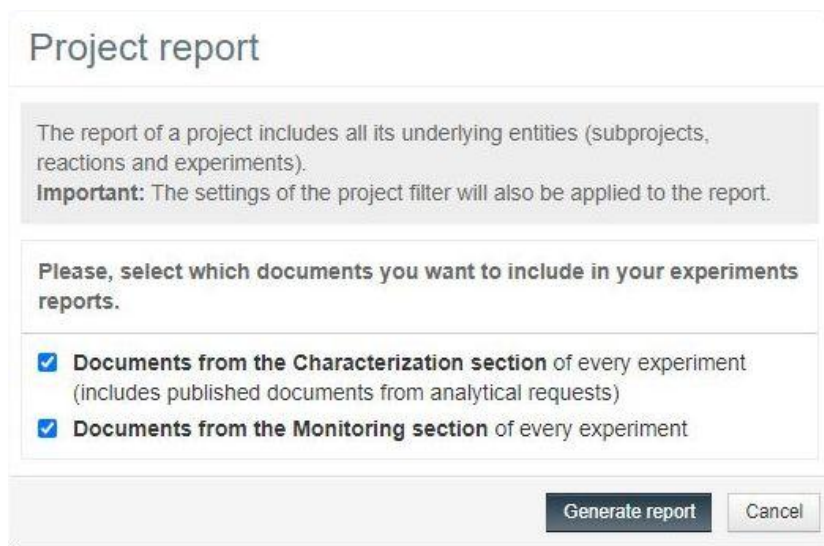 Project report
The report of a project includes all its underlying entities (subprojects,
reactions and experiments).
Important: The settings of the project filter will also be applied to the report.
Please, select which documents you want to include in your experiments
reports.
Documents from the Characterization section of every experiment
(includes published documents from analytical requests)
Documents from the Monitoring section of every experiment
Generate report
Cancel